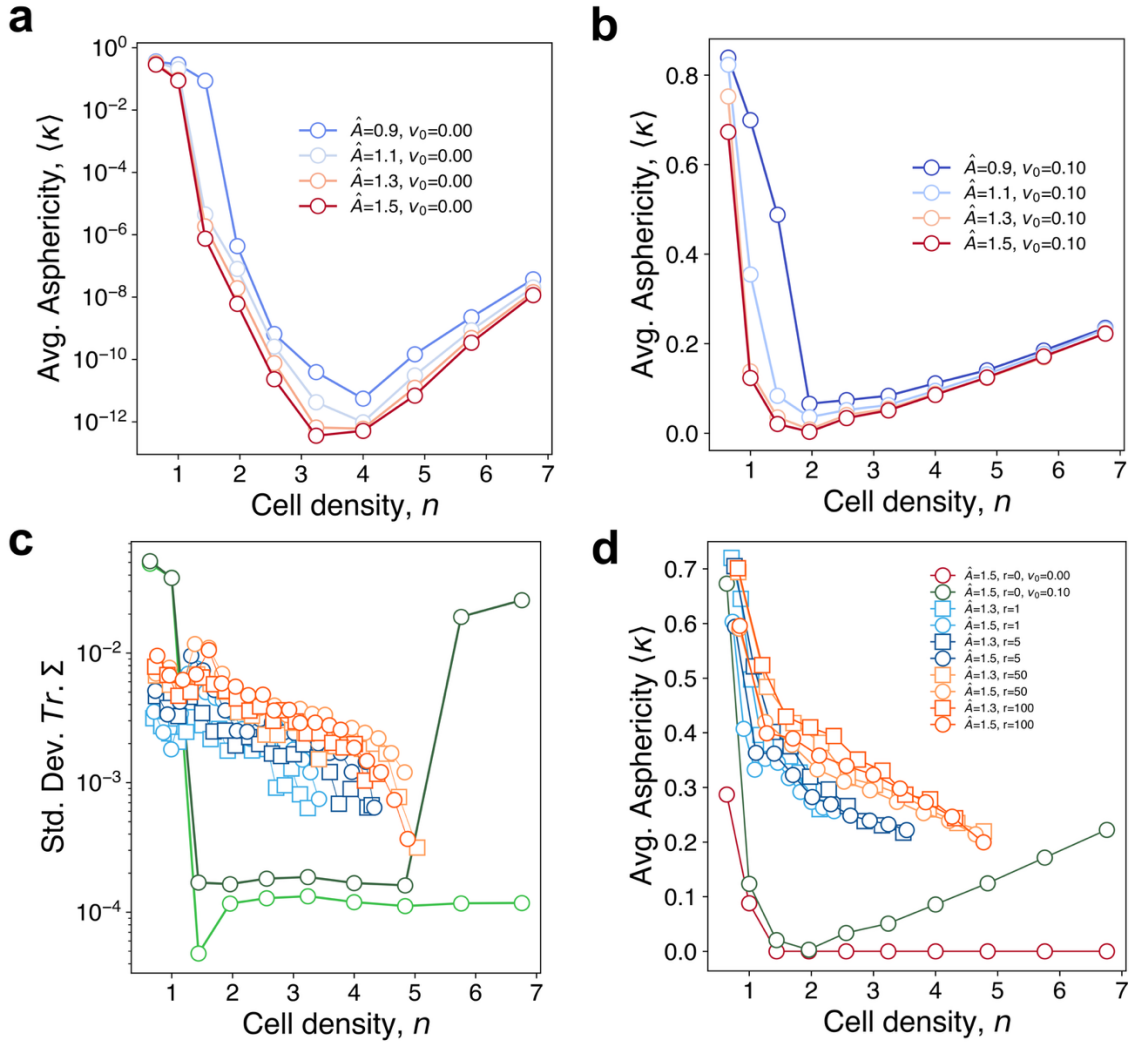 a
10⁰
10⁻²
10⁻⁴
10⁻⁶
10⁻⁸
10⁻¹⁰
10⁻¹²
Avg. Asphericity, ⟨κ⟩
Â=0.9, v₀=0.00
Â=1.1, v₀=0.00
Â=1.3, v₀=0.00
Â=1.5, v₀=0.00
1 2 3 4 5 6 7
Cell density, n
b
0.8
0.6
0.4
0.2
0.0
Avg. Asphericity, ⟨κ⟩
Â=0.9, v₀=0.10
Â=1.1, v₀=0.10
Â=1.3, v₀=0.10
Â=1.5, v₀=0.10
1 2 3 4 5 6 7
Cell density, n
c
10⁻²
10⁻³
10⁻⁴
Std. Dev. Tr. Σ
1 2 3 4 5 6 7
Cell density, n
d
0.7
0.6
0.5
0.4
0.3
0.2
0.1
0.0
Avg. Asphericity ⟨κ⟩
Â=1.5, r=0, v₀=0.00
Â=1.5, r=0, v₀=0.10
Â=1.3, r=1
Â=1.5, r=1
Â=1.3, r=5
Â=1.5, r=5
Â=1.3, r=50
Â=1.5, r=50
Â=1.3, r=100
Â=1.5, r=100
1 2 3 4 5 6 7
Cell density, n